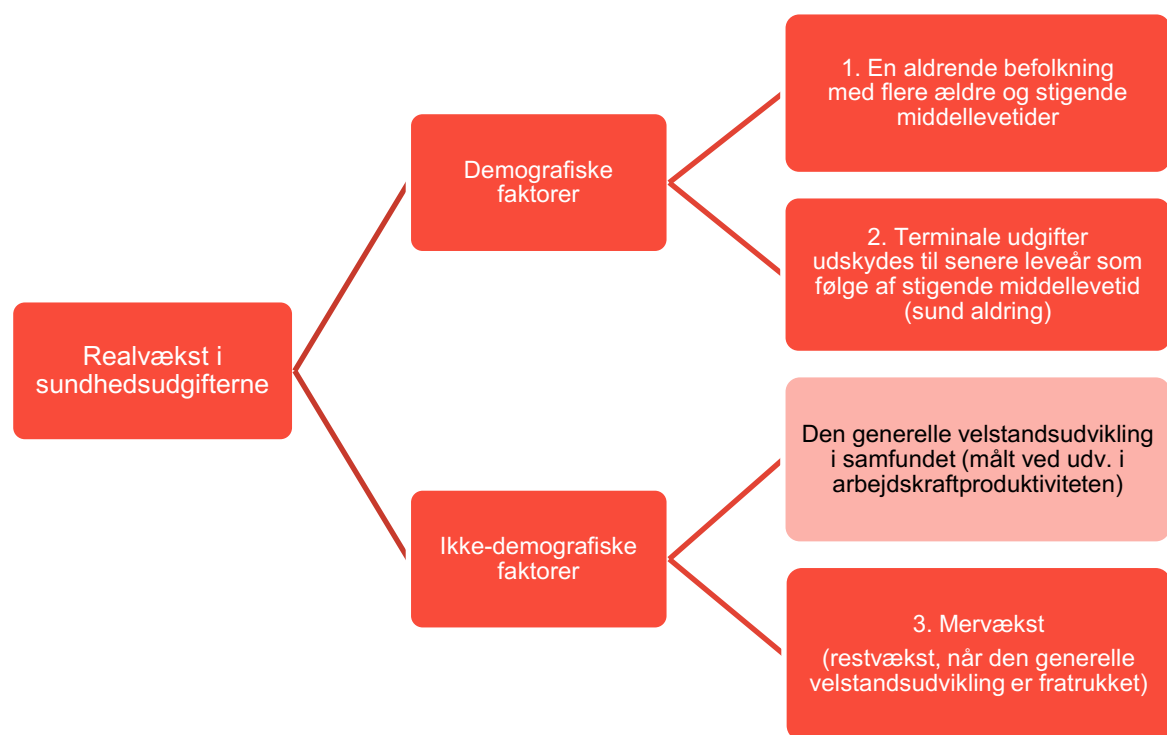 Realvækst i
sundhedsudgifterne
Demografiske
faktorer
1. En aldrende befolkning
med flere ældre og stigende
middellevetider
2. Terminale udgifter
udskydes til senere leveår som
følge af stigende middellevetid
(sund aldring)
Ikke-demografiske
faktorer
Den generelle velstandsudvikling
i samfundet (målt ved udv. i
arbejdskraftproduktiviteten)
3. Mervækst
(restvækst, når den generelle
velstandsudvikling er fratrukket)